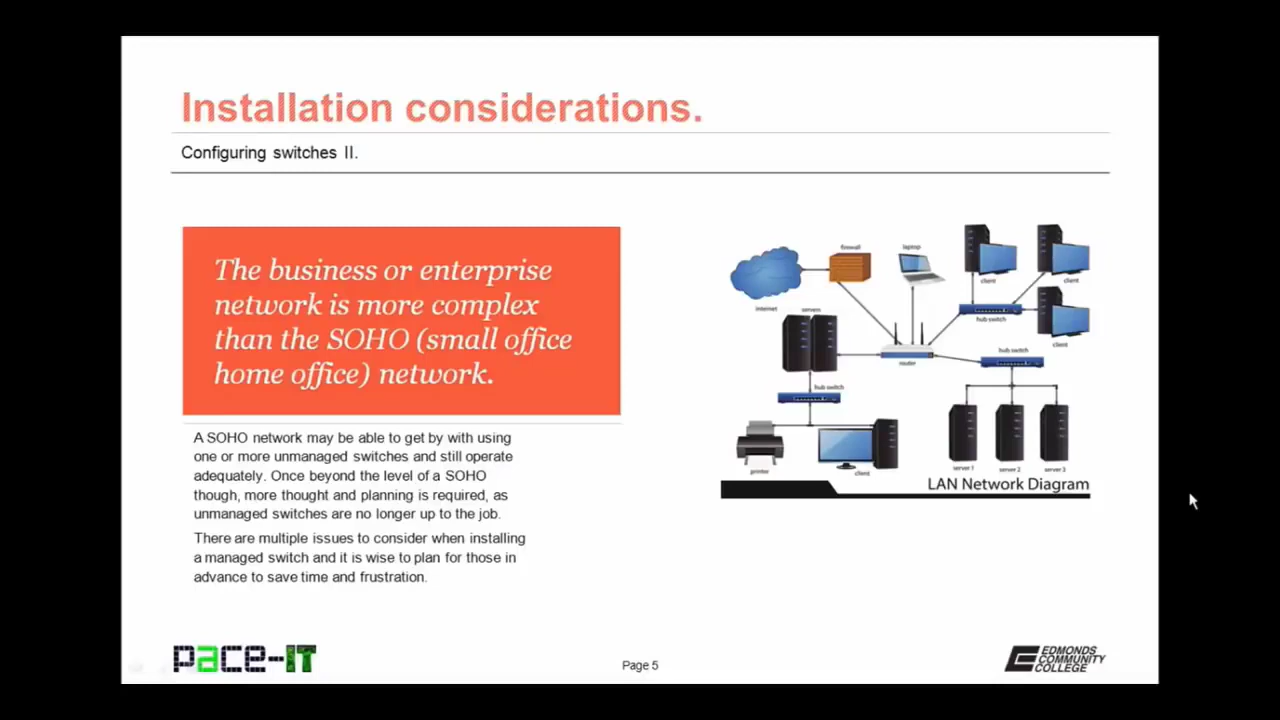 Installation considerations.
Configuring switches II.
The business or enterprise
network is more complex
than the SOHO (small office
home office) network.
A SOHO network may be able to get by with using
one or more unmanaged switches and still operate
adequately. Once beyond the level of a SOHO
though, more thought and planning is required, as
unmanaged switches are no longer up to the job.
There are multiple issues to consider when installing
a managed switch and it is wise to plan for those in
advance to save time and frustration.
firewall
laptop
internet
servers
client
client
hub switch
client
router
hub switch
hub switch
printer
client
server 1
server 2
server 3
LAN Network Diagram
pace-IT
Page 5
EDMONDS
COMMUNITY
COLLEGE